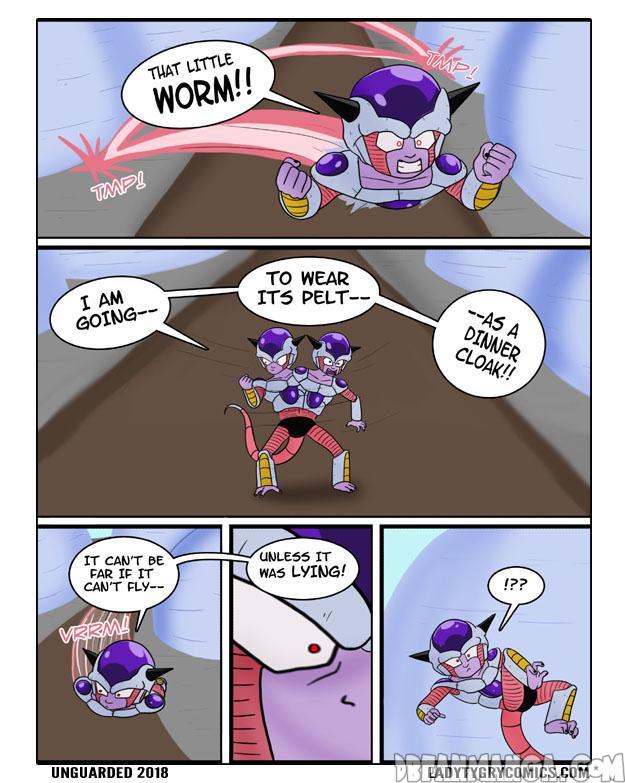 THAT LITTLE
WORM!!
TMP!
TMP!
I AM
GOING--
TO WEAR
ITS PELT--
--AS A
DINNER
CLOAK!!
IT CAN'T BE
FAR IF IT
CAN'T FLY--
VRRM!
UNLESS IT
WAS LYING!
!??
UNGUARDED 2018
LADYTYGRYCOMICS.COM
DBFANMANGA.COM